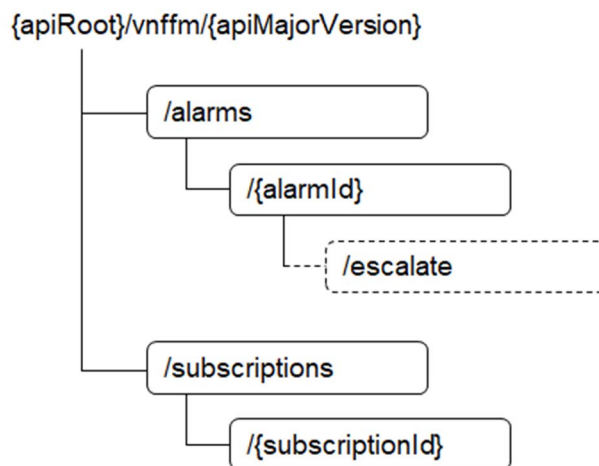 {apiRoot}/vnffm/{apiMajorVersion}
/alarms
/{alarmId}
/escalate
/subscriptions
/{subscriptionId}